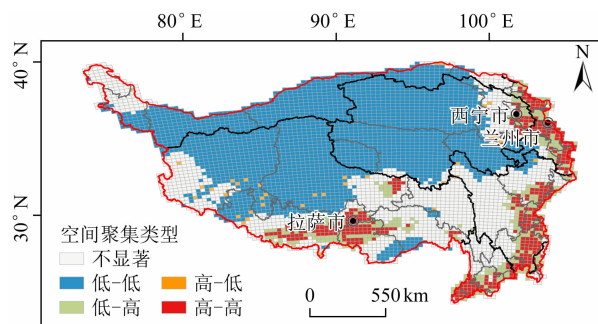 80° E 90° E 100° E
40° N
N
西宁市
兰州市
30° N
拉萨市
空间聚集类型
不显著
低-低 高-低
低-高 高-高
0 550 km